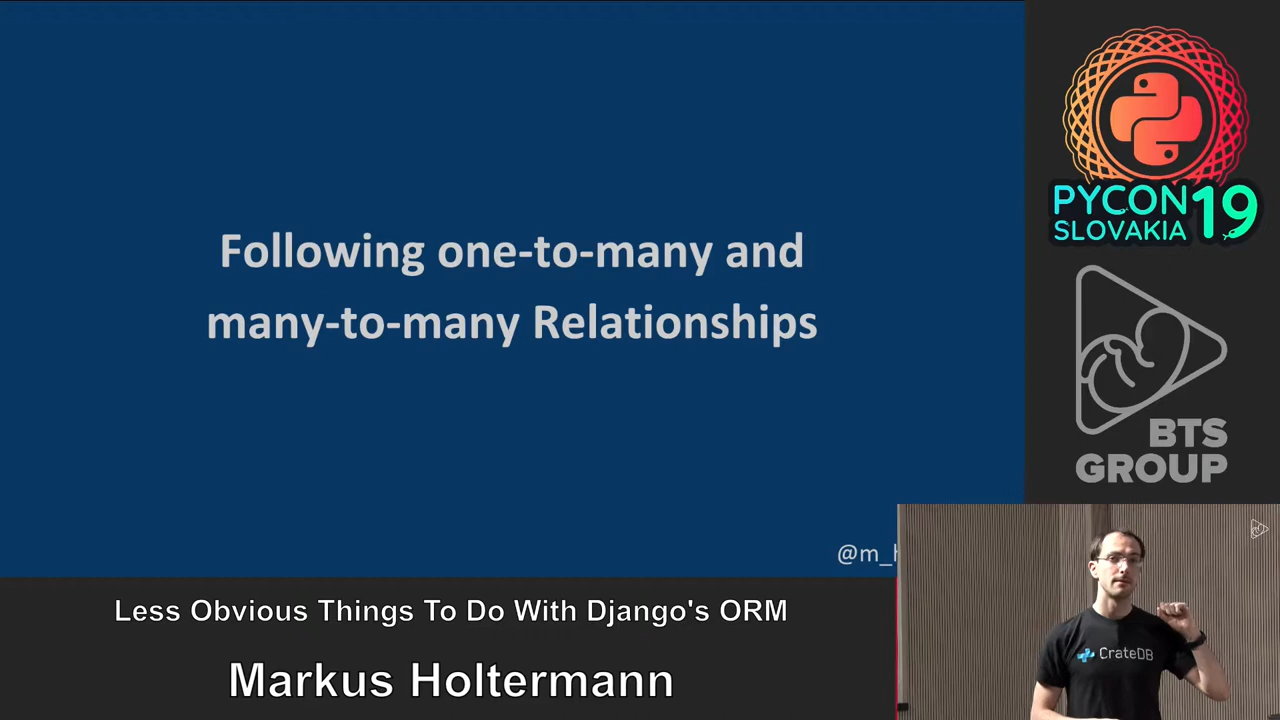 Following one-to-many and
many-to-many Relationships
@m_h
PYCON 19
SLOVAKIA
BTS
GROUP
CrateDB
Less Obvious Things To Do With Django's ORM
Markus Holtermann